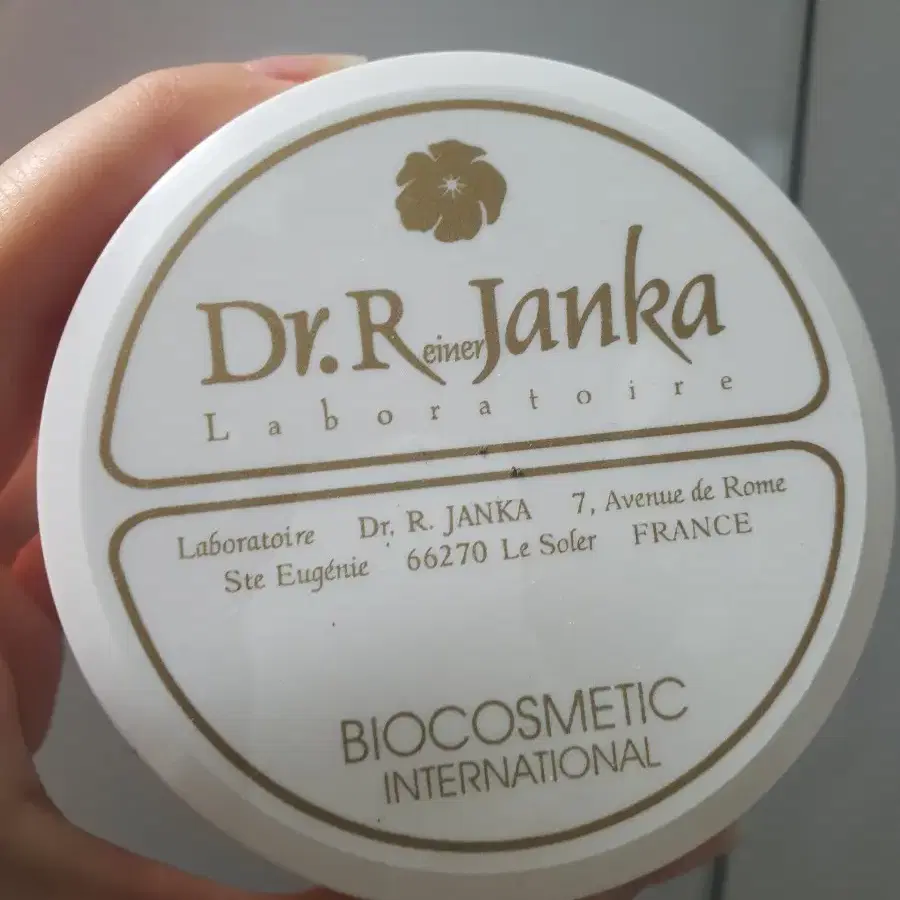 Dr. Reiner Janka
Laboratoire
Laboratoire Dr. R. JANKA 7, Avenue de Rome
Ste Eugénie 66270 Le Soler FRANCE
BIOCOSMETIC
INTERNATIONAL